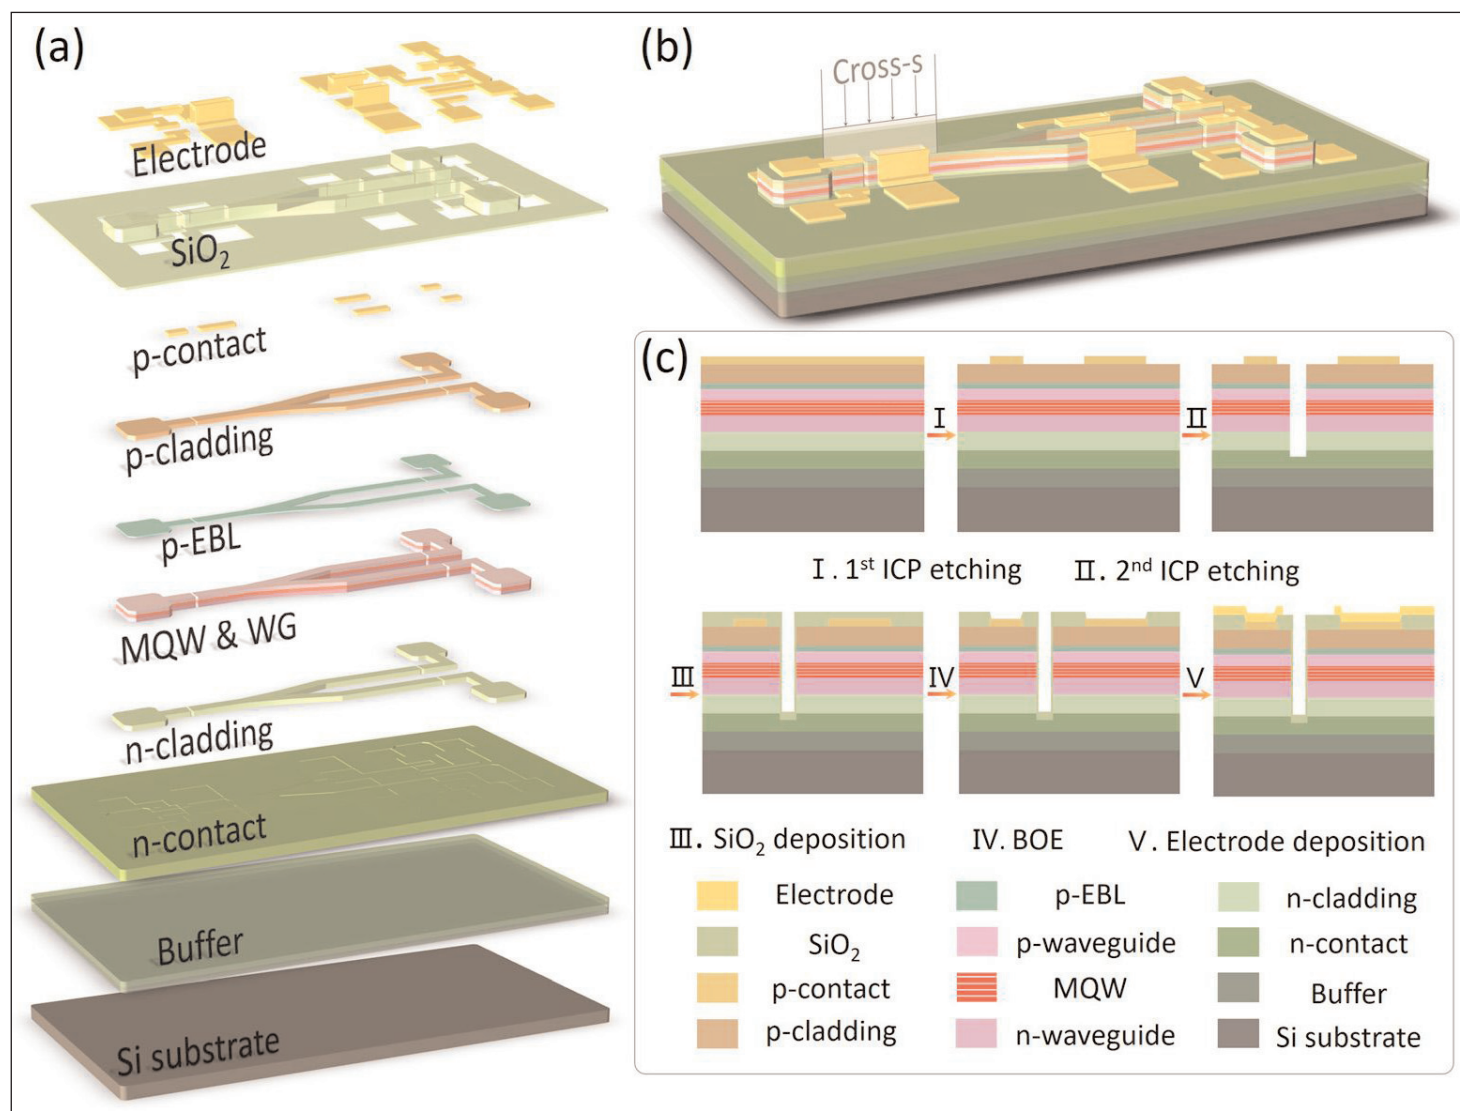 (a)
Electrode
SiO₂
p-contact
p-cladding
p-EBL
MQW & WG
n-cladding
n-contact
Buffer
Si substrate
(b)
Cross-s
(c)
Ⅰ
Ⅱ
Ⅰ. 1ˢᵗ ICP etching
Ⅱ. 2ⁿᵈ ICP etching
Ⅲ
Ⅳ
Ⅴ
Ⅲ. SiO₂ deposition
Ⅳ. BOE
Ⅴ. Electrode deposition
Electrode
p-EBL
n-cladding
SiO₂
p-waveguide
n-contact
p-contact
MQW
Buffer
p-cladding
n-waveguide
Si substrate